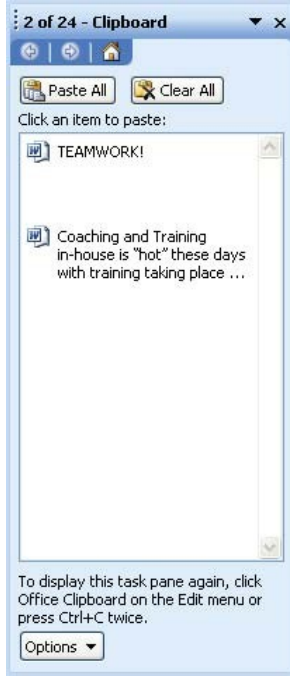 2 of 24 - Clipboard
Paste All Clear All
Click an item to paste:
TEAMWORK!
Coaching and Training
in-house is "hot" these days
with training taking place ...
To display this task pane again, click
Office Clipboard on the Edit menu or
press Ctrl+C twice.
Options